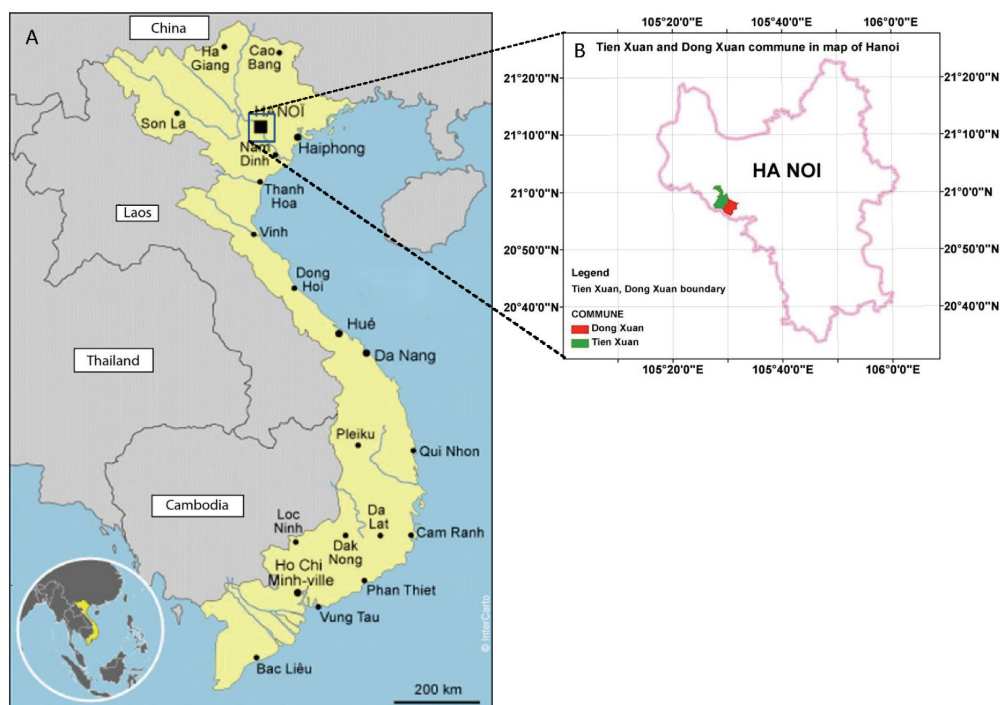 A
China
Ha
Giang
Cao
Bang
HANOÏ
Son La
Nam
Dinh
Haiphong
Thanh
Hoa
Laos
Vinh
Dong
Hoi
Hué
Da Nang
Thailand
Pleiku
Qui Nhon
Cambodia
Loc
Ninh
Da
Lat
Cam Ranh
Dak
Nong
Ho Chi
Minh-ville
Phan Thiet
Vung Tau
Bac Liêu
© InterCarto
200 km
B
105°20'0"E
105°40'0"E
106°0'0"E
Tien Xuan and Dong Xuan commune in map of Hanoi
21°20'0"N
21°20'0"N
21°10'0"N
21°10'0"N
HA NOI
21°0'0"N
21°0'0"N
20°50'0"N
20°50'0"N
Legend
Tien Xuan, Dong Xuan boundary
20°40'0"N
20°40'0"N
COMMUNE
Dong Xuan
Tien Xuan
105°20'0"E
105°40'0"E
106°0'0"E